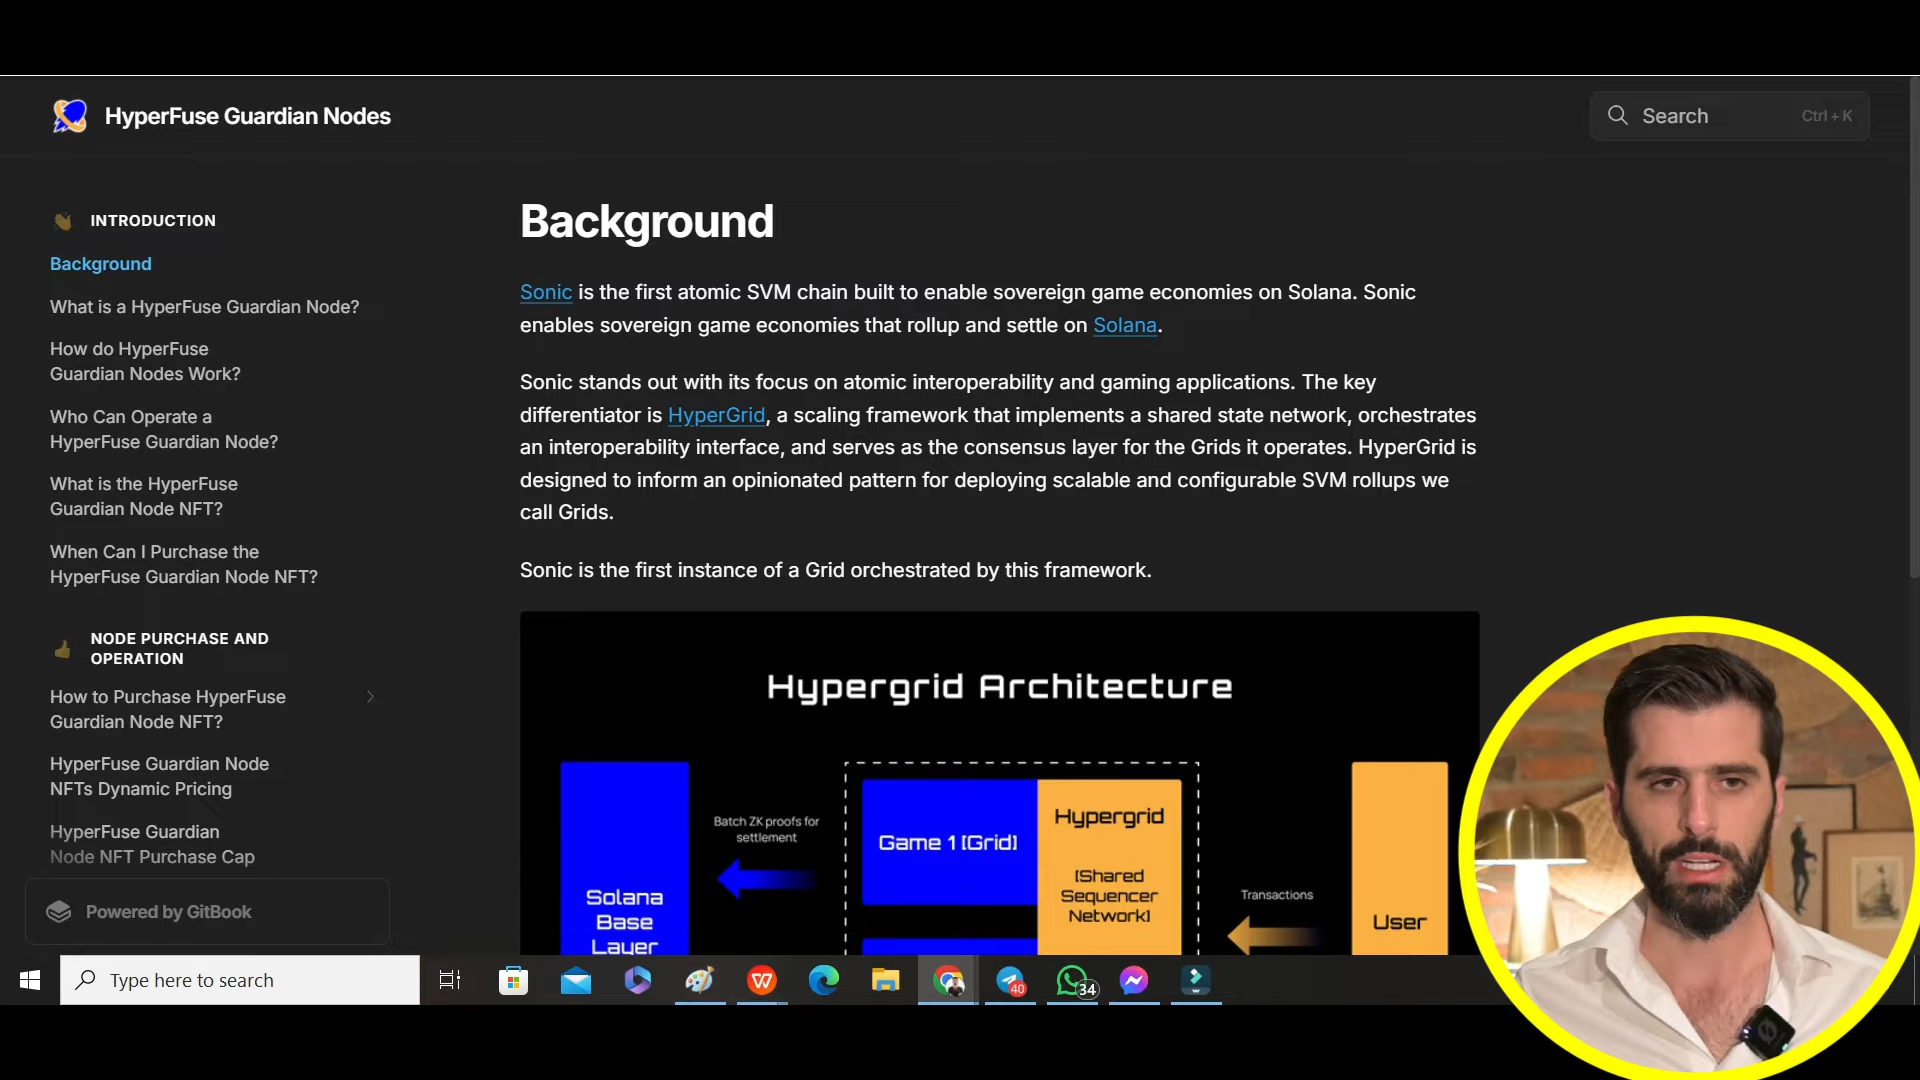 HyperFuse Guardian Nodes
Search
Ctrl + K
INTRODUCTION
Background
What is a HyperFuse Guardian Node?
How do HyperFuse
Guardian Nodes Work?
Who Can Operate a
HyperFuse Guardian Node?
What is the HyperFuse
Guardian Node NFT?
When Can I Purchase the
HyperFuse Guardian Node NFT?
NODE PURCHASE AND
OPERATION
How to Purchase HyperFuse
Guardian Node NFT?
HyperFuse Guardian Node
NFTs Dynamic Pricing
HyperFuse Guardian
Node NFT Purchase Cap
Powered by GitBook
Background
Sonic is the first atomic SVM chain built to enable sovereign game economies on Solana. Sonic
enables sovereign game economies that rollup and settle on Solana.
Sonic stands out with its focus on atomic interoperability and gaming applications. The key
differentiator is HyperGrid, a scaling framework that implements a shared state network, orchestrates
an interoperability interface, and serves as the consensus layer for the Grids it operates. HyperGrid is
designed to inform an opinionated pattern for deploying scalable and configurable SVM rollups we
call Grids.
Sonic is the first instance of a Grid orchestrated by this framework.
Hypergrid Architecture
Solana
Base
Layer
Batch ZK proofs for
settlement
Game 1 [Grid]
Hypergrid
[Shared
Sequencer
Network]
Transactions
User
Type here to search
W
40
34